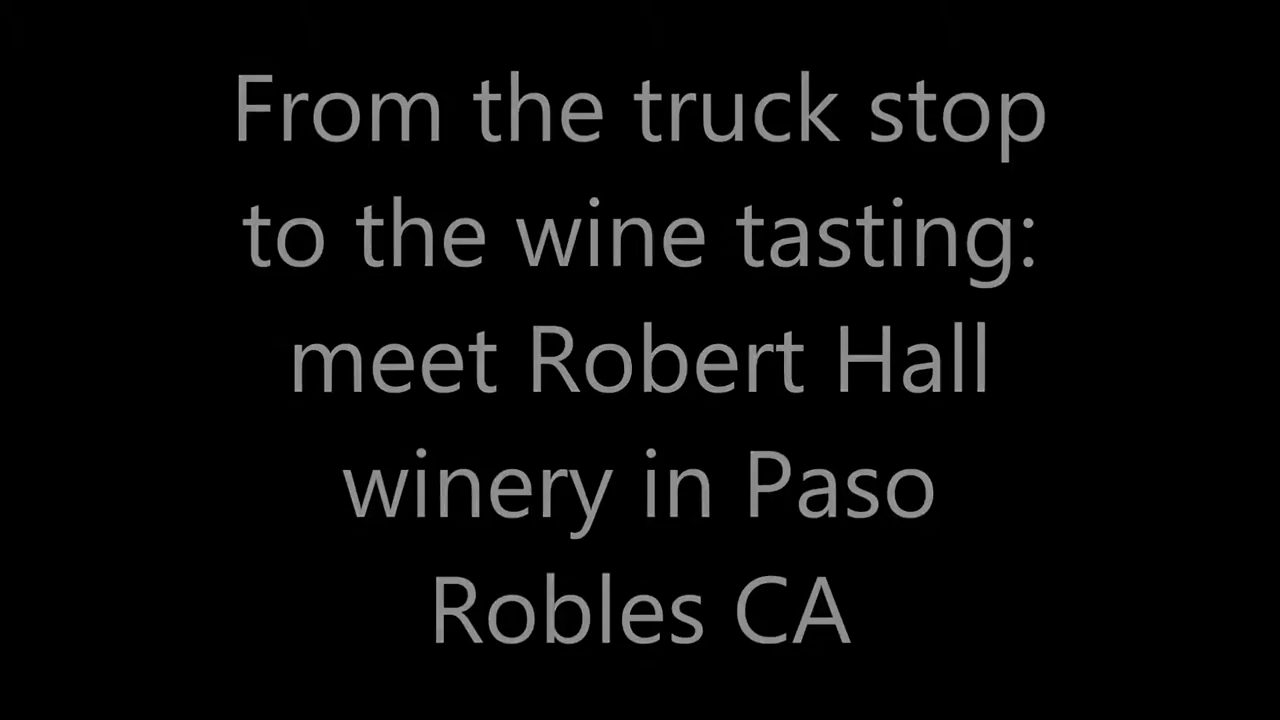 From the truck stop
to the wine tasting:
meet Robert Hall
winery in Paso
Robles CA